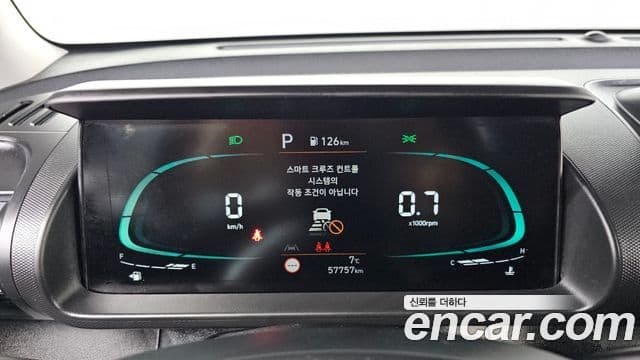 P 126km
스마트 크루즈 컨트롤
시스템의
작동 조건이 아닙니다
0
km/h
0.7
x1000rpm
F E
7℃
57757km
C H
신뢰를 더하다
encar.com